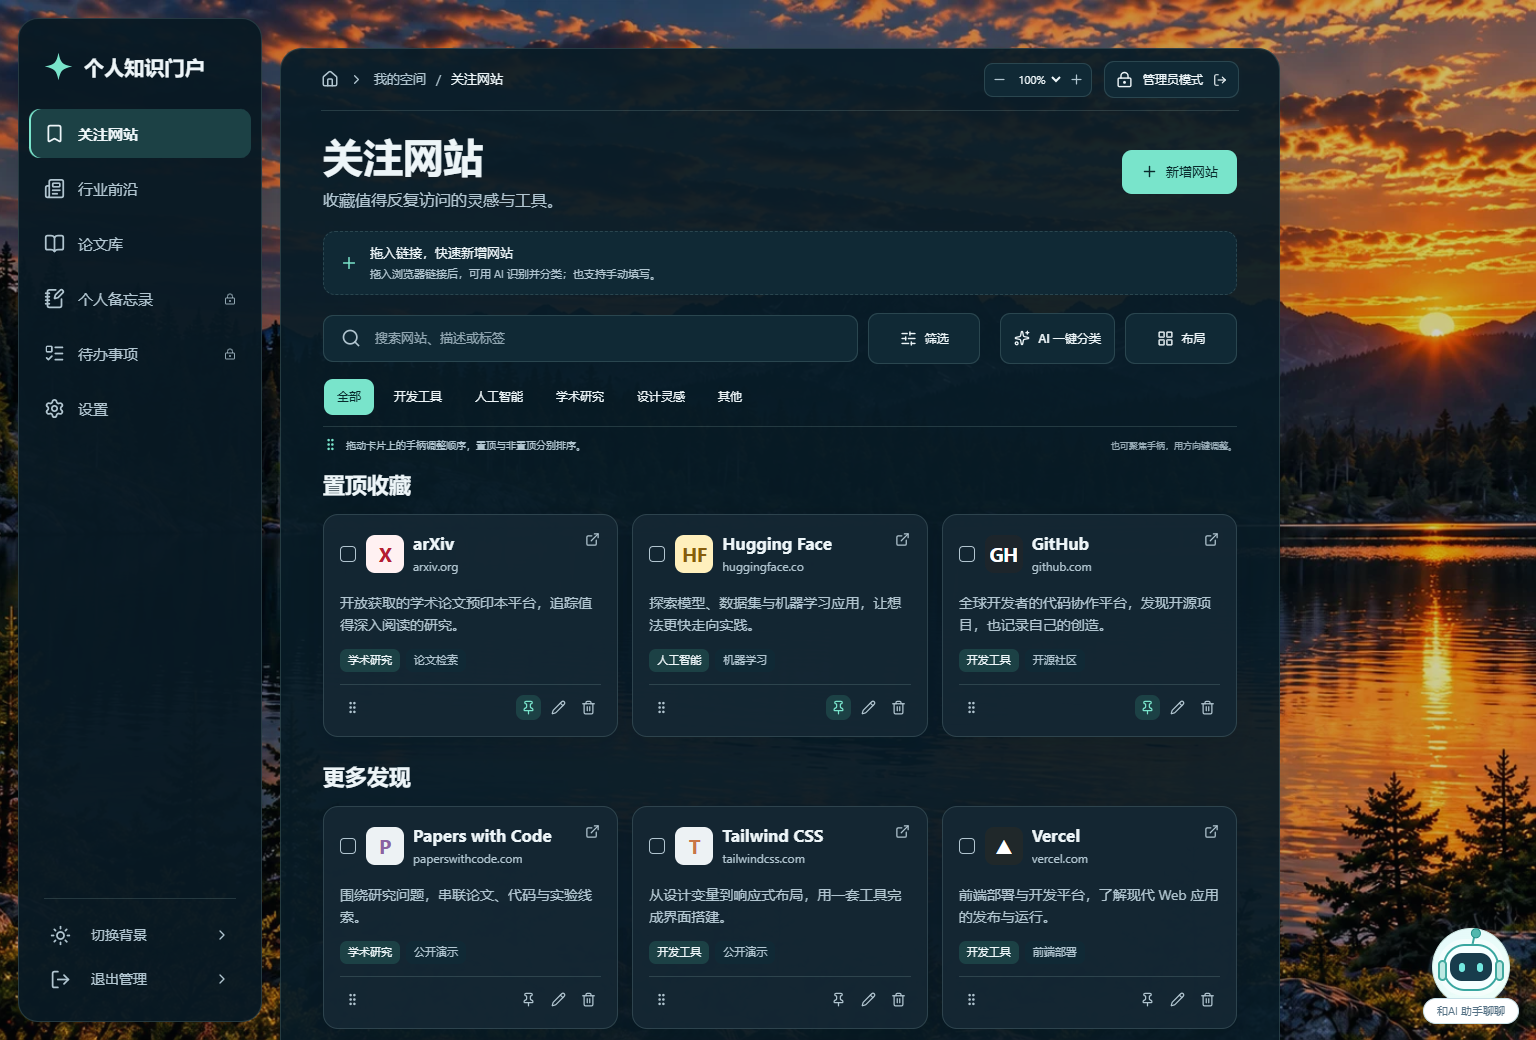 个人知识门户
关注网站
行业前沿
论文库
个人备忘录
待办事项
设置
切换背景
退出管理
我的空间 / 关注网站
100%
管理员模式
关注网站
收藏值得反复访问的灵感与工具。
新增网站
拖入链接，快速新增网站
拖入浏览器链接后，可用 AI 识别并分类；也支持手动填写。
搜索网站、描述或标签
筛选
AI 一键分类
布局
全部
开发工具
人工智能
学术研究
设计灵感
其他
拖动卡片上的手柄调整顺序，置顶与非置顶分别排序。
也可聚焦手柄，用方向键调整。
置顶收藏
X
arXiv
arxiv.org
开放获取的学术论文预印本平台，追踪值
得深入阅读的研究。
学术研究
论文检索
HF
Hugging Face
huggingface.co
探索模型、数据集与机器学习应用，让想
法更快走向实践。
人工智能
机器学习
GH
GitHub
github.com
全球开发者的代码协作平台，发现开源项
目，也记录自己的创造。
开发工具
开源社区
更多发现
P
Papers with Code
paperswithcode.com
围绕研究问题，串联论文、代码与实验线
索。
学术研究
公开演示
T
Tailwind CSS
tailwindcss.com
从设计变量到响应式布局，用一套工具完
成界面搭建。
开发工具
公开演示
Vercel
vercel.com
前端部署与开发平台，了解现代 Web 应用
的发布与运行。
开发工具
前端部署
和AI 助手聊聊